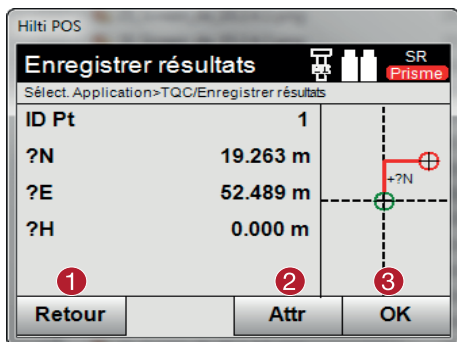 Hilti POS
Enregistrer résultats
SR
Prisme
Sélect. Application>TQC/Enregistrer résultats
ID Pt 1
?N 19.263 m
?E 52.489 m
?H 0.000 m
+?N
1 2 3
Retour Attr OK